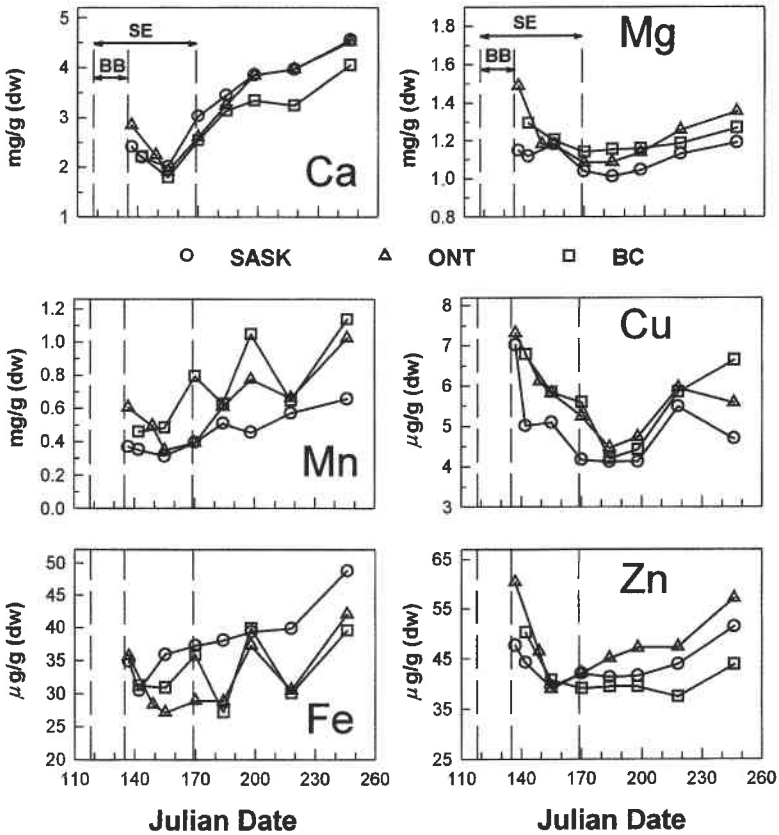 SE
BB
Ca
mg/g (dw)
5
4
3
2
1
SE
BB
Mg
mg/g (dw)
1.8
1.6
1.4
1.2
1.0
0.8
SASK ONT BC
Mn
mg/g (dw)
1.2
1.0
0.8
0.6
0.4
0.2
0.0
Cu
µg/g (dw)
8
7
6
5
4
3
Fe
µg/g (dw)
50
45
40
35
30
25
20
110 140 170 200 230 260
Julian Date
Zn
µg/g (dw)
65
55
45
35
25
110 140 170 200 230 260
Julian Date